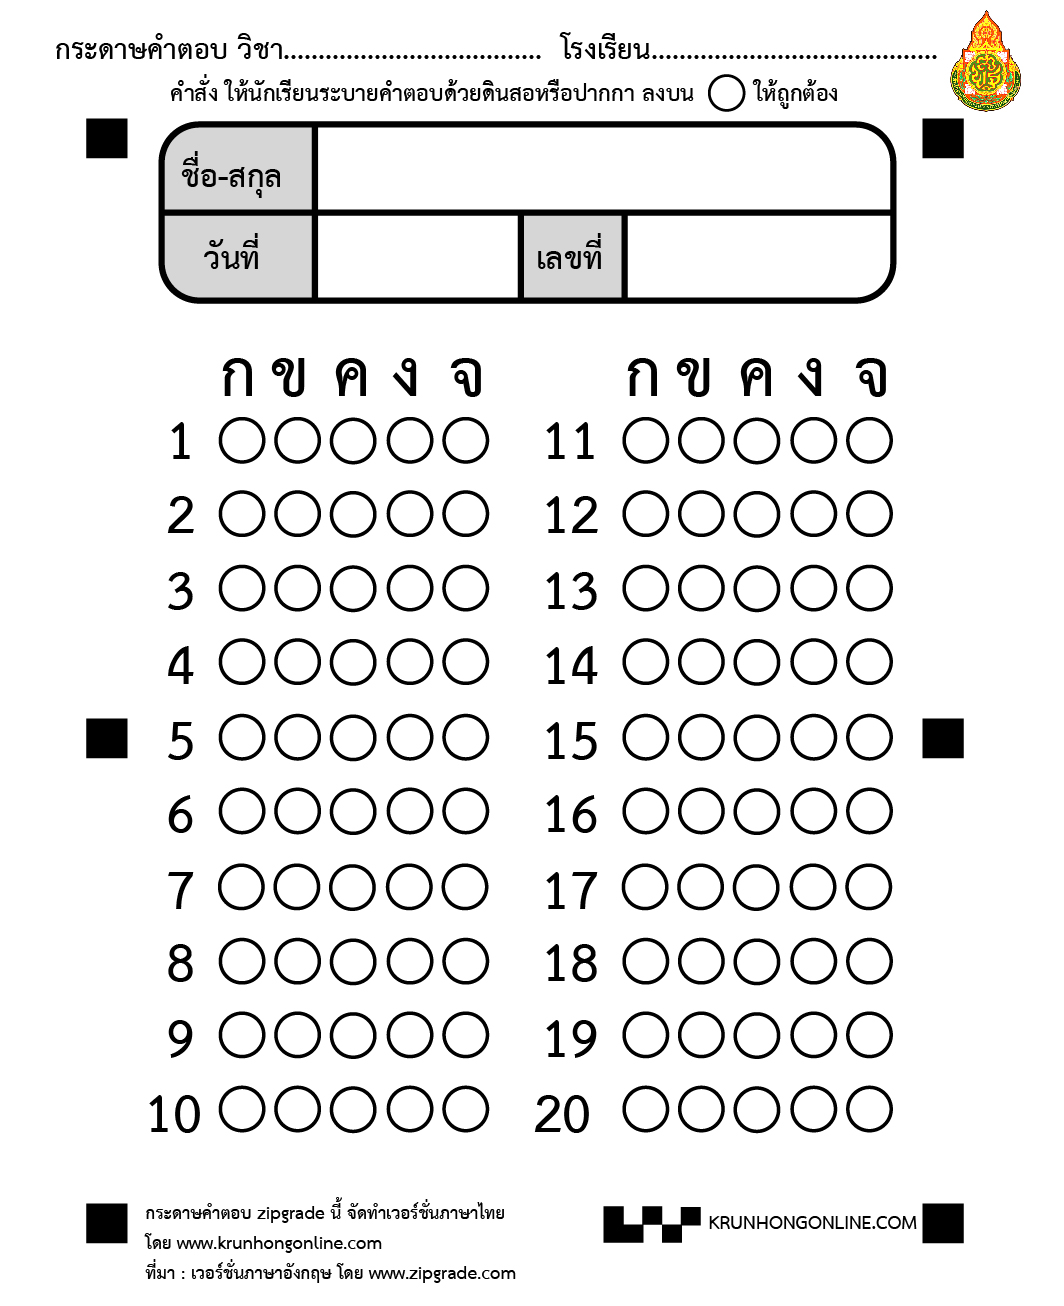 กระดาษคำตอบ วิชา..................................... โรงเรียน.........................................
คำสั่ง ให้นักเรียนระบายคำตอบด้วยดินสอหรือปากกา ลงบน ให้ถูกต้อง
ชื่อ-สกุล
วันที่ เลขที่
ก ข ค ง จ ก ข ค ง จ
1 11
2 12
3 13
4 14
5 15
6 16
7 17
8 18
9 19
10 20
กระดาษคำตอบ zipgrade นี้ จัดทำเวอร์ชั่นภาษาไทย
โดย www.krunhongonline.com
ที่มา : เวอร์ชั่นภาษาอังกฤษ โดย www.zipgrade.com
KRUNHONGONLINE.COM